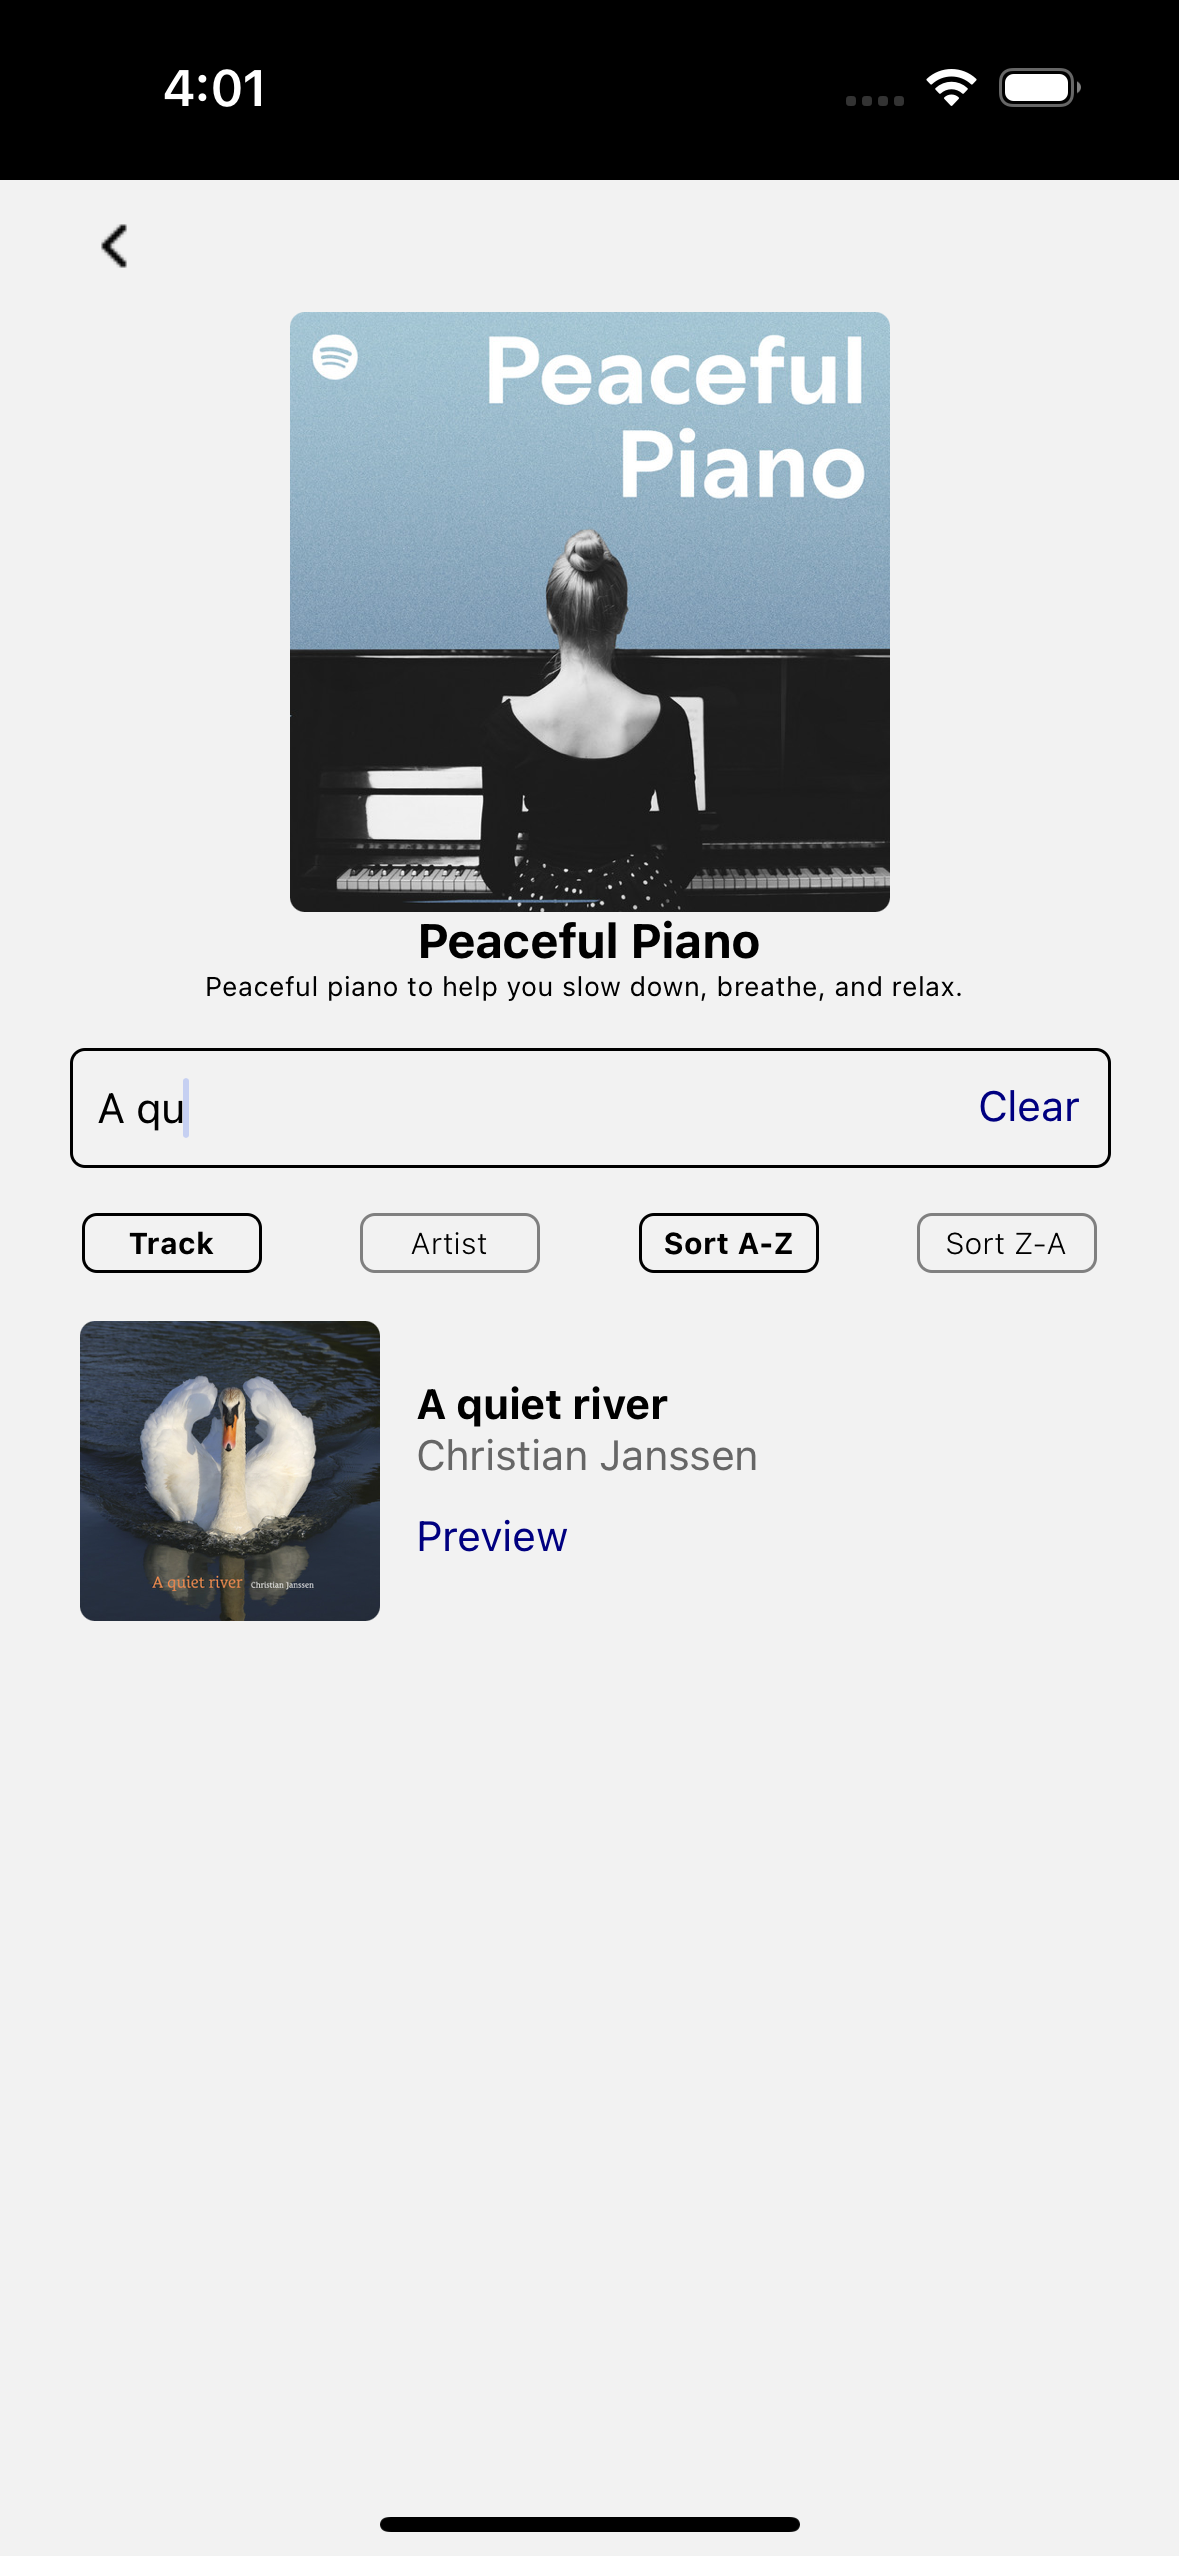 4:01
Peaceful
Piano
Peaceful Piano
Peaceful piano to help you slow down, breathe, and relax.
A qu Clear
Track Artist Sort A-Z Sort Z-A
A quiet river
Christian Janssen
Preview
A quiet river Christian Janssen